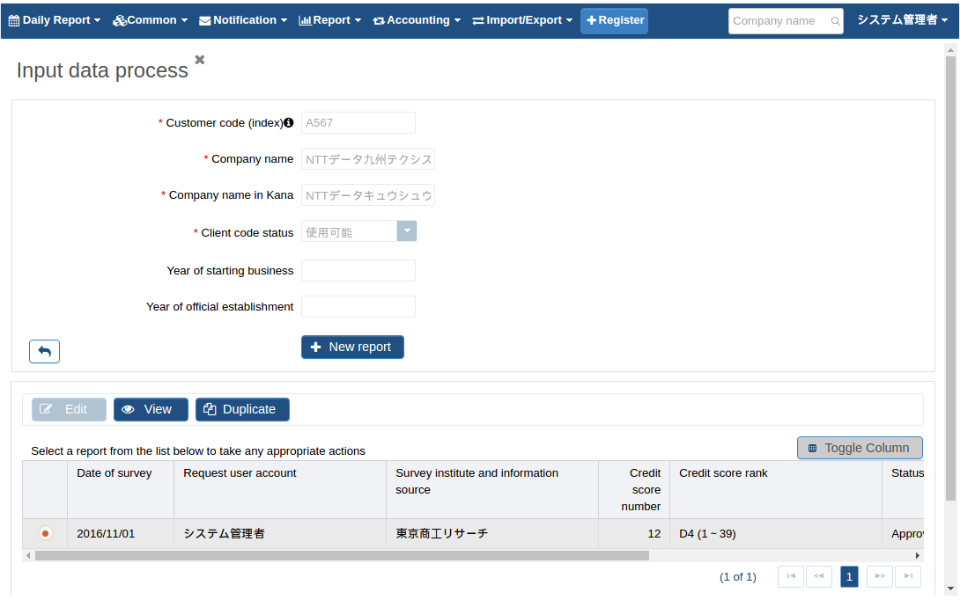 Daily Report Common Notification Report Accounting Import/Export Register Company name システム管理者
Input data process
* Customer code (index) A567
* Company name NTTデータ九州テクシス
* Company name in Kana NTTデータキュウシュウ
* Client code status 使用可能
Year of starting business
Year of official establishment
New report
Edit View Duplicate
Select a report from the list below to take any appropriate actions Toggle Column
Date of survey Request user account Survey institute and information source Credit score number Credit score rank Status
2016/11/01 システム管理者 東京商工リサーチ 12 D4 (1 ~ 39)
(1 of 1) 1